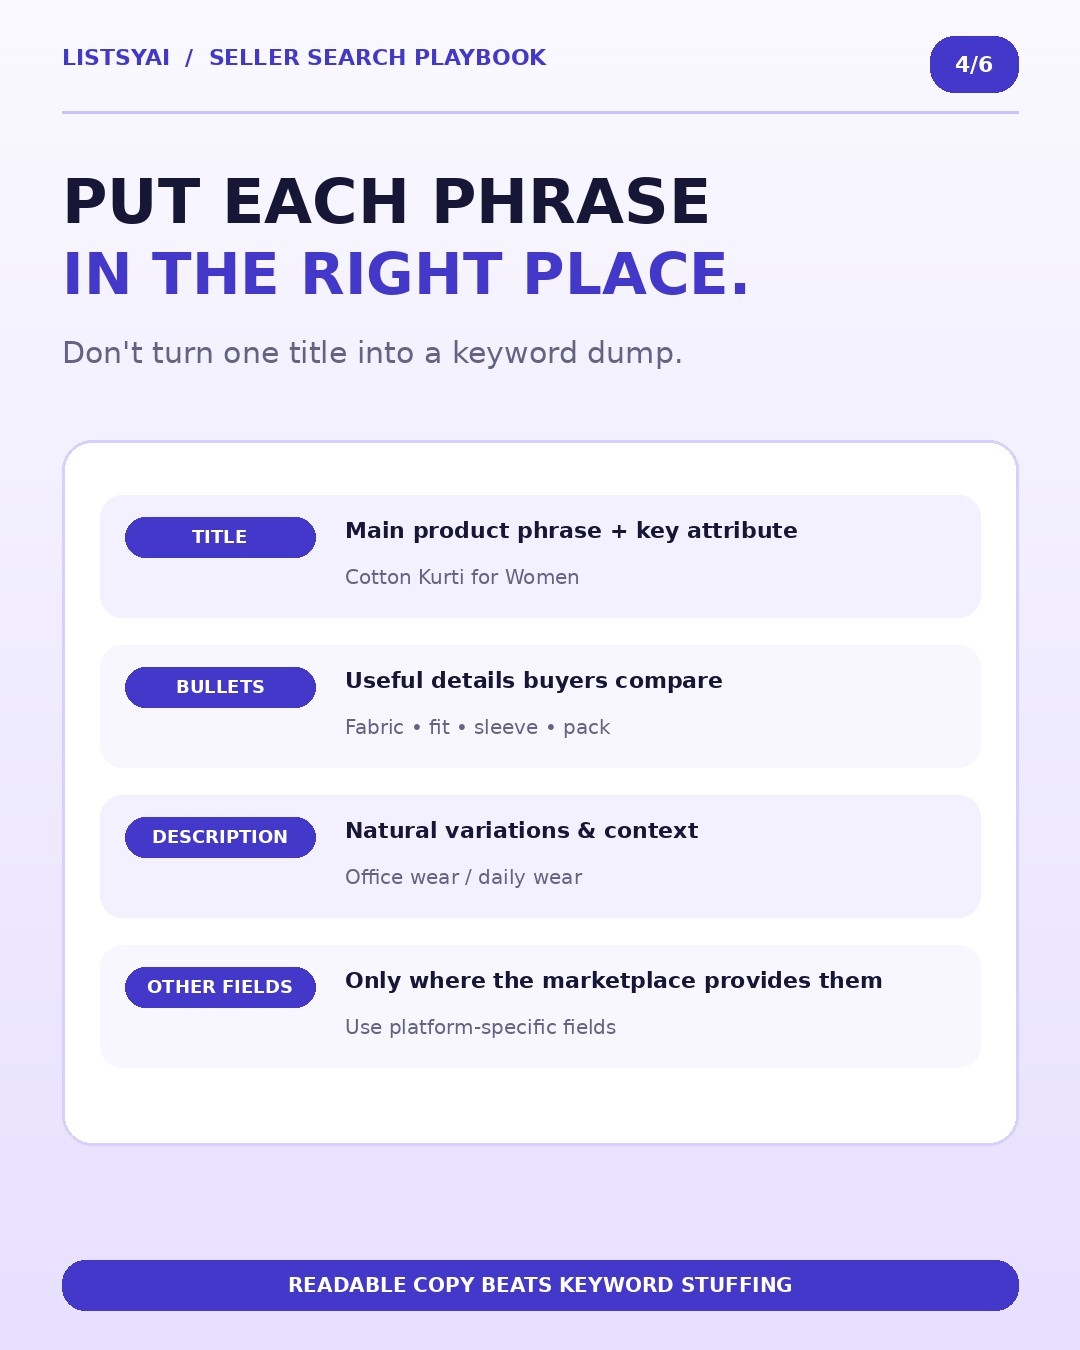 LISTSYAI / SELLER SEARCH PLAYBOOK
4/6
PUT EACH PHRASE
IN THE RIGHT PLACE.
Don't turn one title into a keyword dump.
TITLE
Main product phrase + key attribute
Cotton Kurti for Women
BULLETS
Useful details buyers compare
Fabric • fit • sleeve • pack
DESCRIPTION
Natural variations & context
Office wear / daily wear
OTHER FIELDS
Only where the marketplace provides them
Use platform-specific fields
READABLE COPY BEATS KEYWORD STUFFING